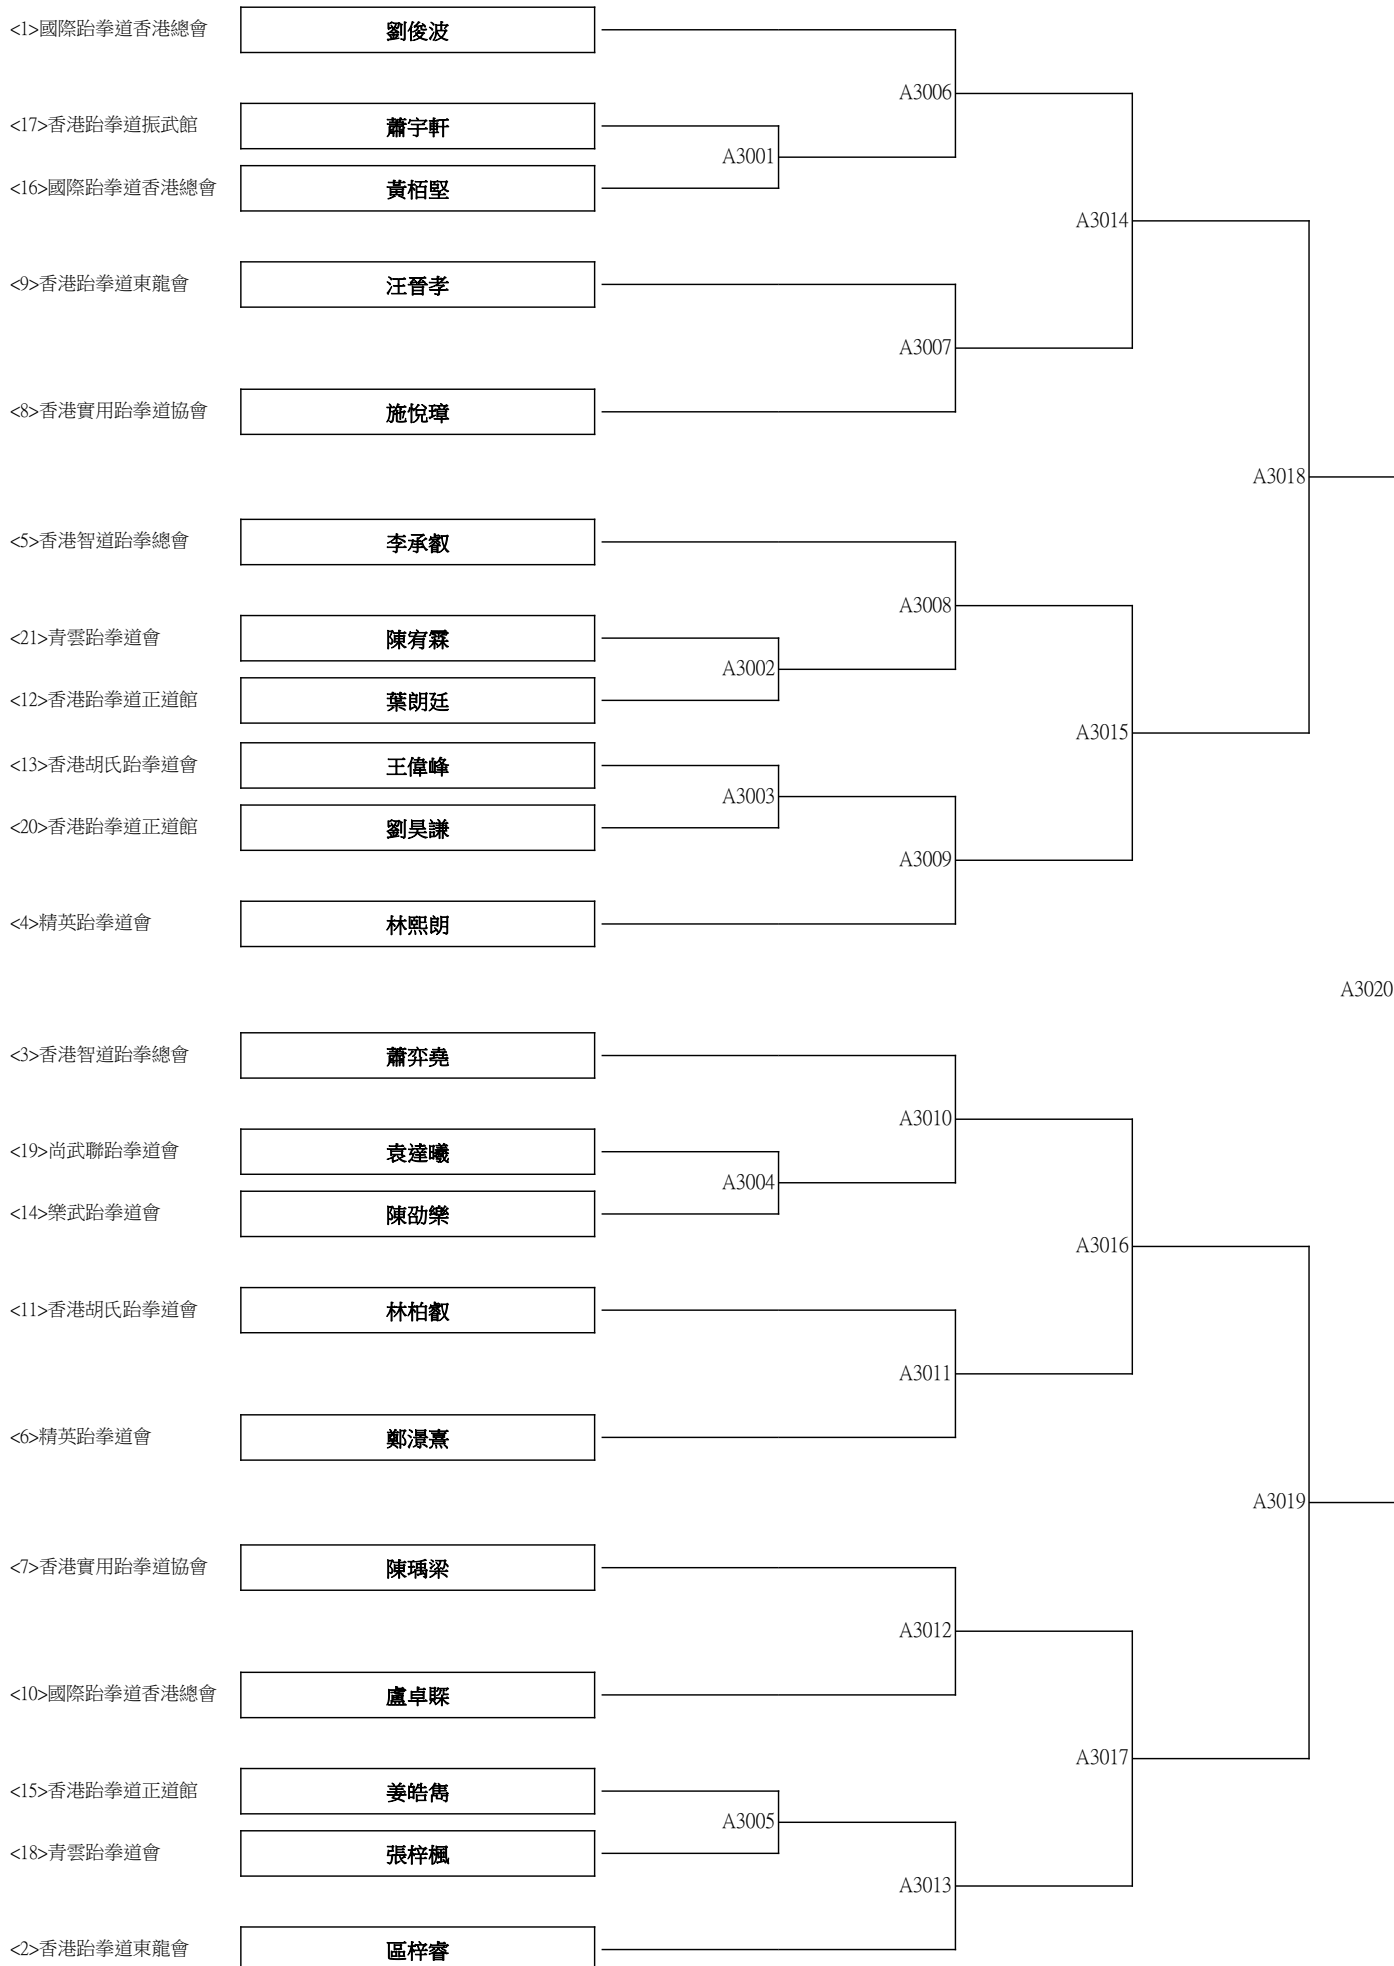 <1>國際跆拳道香港總會 劉俊波
A3006
<17>香港跆拳道振武館 蕭宇軒
A3001
<16>國際跆拳道香港總會 黃栢堅
A3014
<9>香港跆拳道東龍會 汪晉孝
A3007
<8>香港實用跆拳道協會 施悅璋
A3018
<5>香港智道跆拳總會 李承叡
A3008
<21>青雲跆拳道會 陳宥霖
A3002
<12>香港跆拳道正道館 葉朗廷
A3015
<13>香港胡氏跆拳道會 王偉峰
A3003
<20>香港跆拳道正道館 劉昊謙
A3009
<4>精英跆拳道會 林熙朗
A3020
<3>香港智道跆拳總會 蕭弈堯
A3010
<19>尚武聯跆拳道會 袁達曦
A3004
<14>樂武跆拳道會 陳劭樂
A3016
<11>香港胡氏跆拳道會 林柏叡
A3011
<6>精英跆拳道會 鄭澋熹
A3019
<7>香港實用跆拳道協會 陳瑀梁
A3012
<10>國際跆拳道香港總會 盧卓賝
A3017
<15>香港跆拳道正道館 姜皓雋
A3005
<18>青雲跆拳道會 張梓楓
A3013
<2>香港跆拳道東龍會 區梓睿